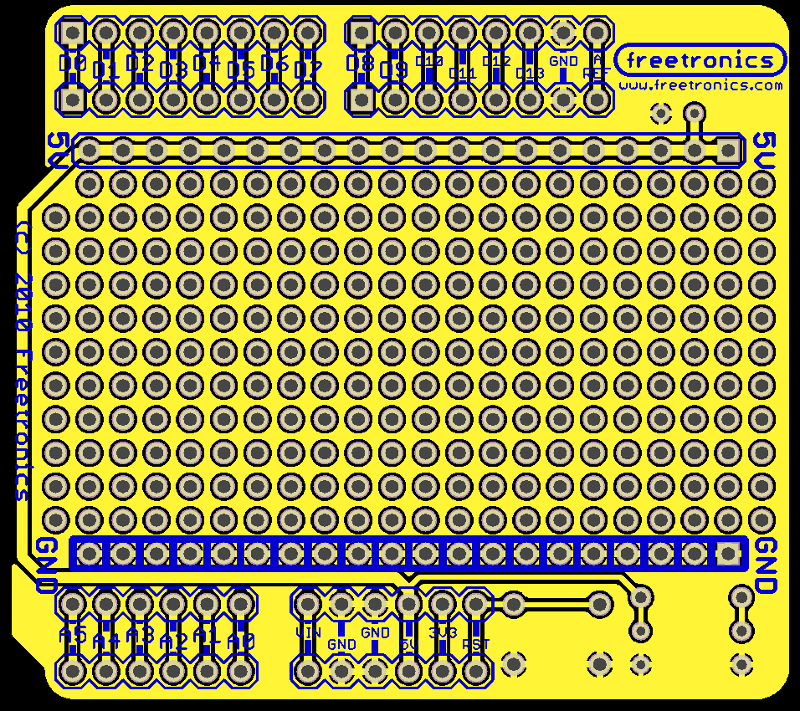 D0 D1 D2 D3 D4 D5 D6 D7
D8 D9 D10 D11 D12 D13 GND A REF
freetronics
www.freetronics.com
5V
5V
(c) 2010 Freetronics
GND
GND
A5 A4 A3 A2 A1 A0
VIN GND GND 5V 3V3 RST